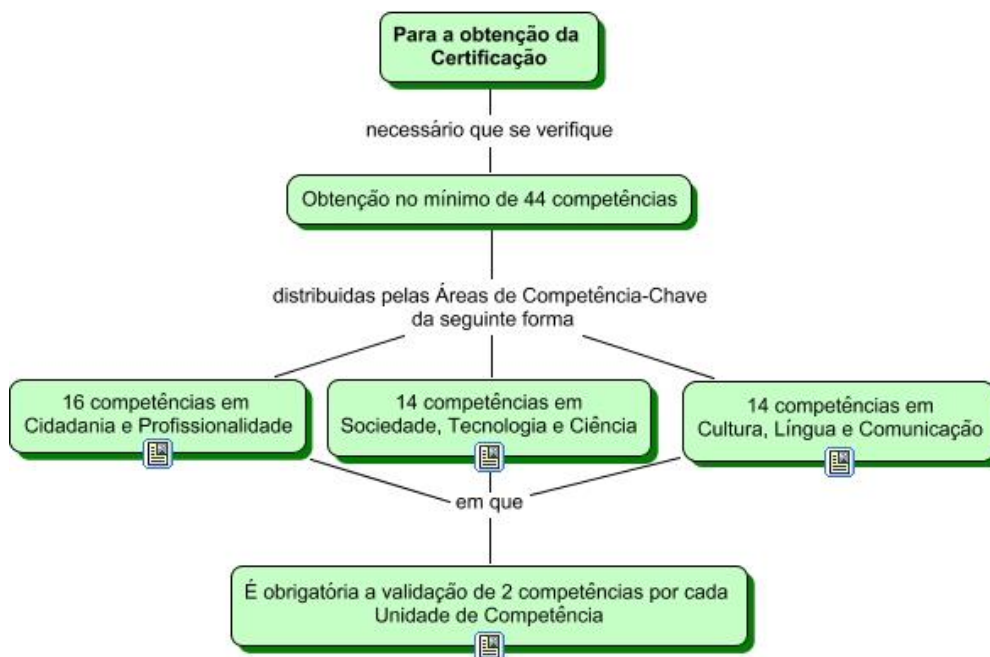 Para a obtenção da
Certificação
necessário que se verifique
Obtenção no mínimo de 44 competências
distribuidas pelas Áreas de Competência-Chave
da seguinte forma
16 competências em
Cidadania e Profissionalidade
14 competências em
Sociedade, Tecnologia e Ciência
14 competências em
Cultura, Língua e Comunicação
em que
É obrigatória a validação de 2 competências por cada
Unidade de Competência